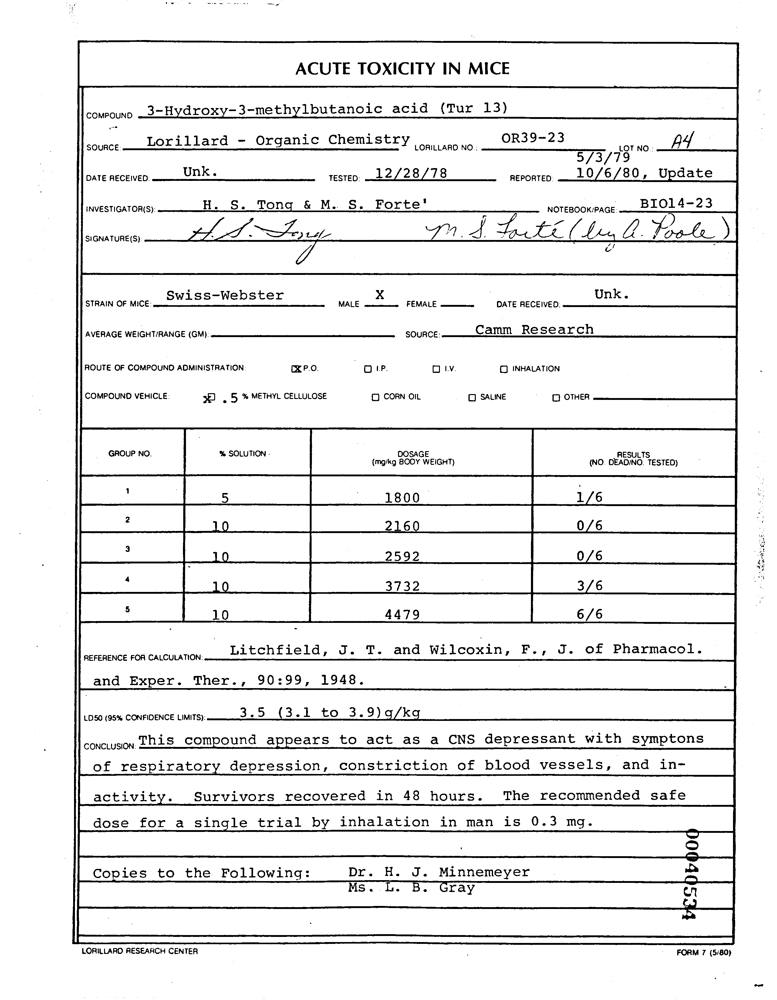 ACUTE TOXICITY IN MICE
COMPOUND 3-Hydroxy-3-methylbutanoic acid (Tur 13)
SOURCE Lorillard - Organic Chemistry LORILLARD NO.: OR39-23 LOT NO: A4
5/3/79
DATE RECEIVED: Unk. TESTED: 12/28/78 REPORTED: 10/6/80, Update
INVESTIGATOR(S): H. S. Tong & M. S. Forte' NOTEBOOK/PAGE: BIO14-23
SIGNATURE(S): H. S. Tong M. S. Forté (by A. Poole)
STRAIN OF MICE: Swiss-Webster MALE X FEMALE DATE RECEIVED: Unk.
AVERAGE WEIGHT/RANGE (GM): SOURCE: Camm Research
ROUTE OF COMPOUND ADMINISTRATION: X P.O. I.P. I.V. INHALATION
COMPOUND VEHICLE: X .5 % METHYL CELLULOSE CORN OIL SALINE OTHER
GROUP NO. % SOLUTION DOSAGE RESULTS
(mg/kg BODY WEIGHT) (NO. DEAD/NO. TESTED)
1 5 1800 1/6
2 10 2160 0/6
3 10 2592 0/6
4 10 3732 3/6
5 10 4479 6/6
REFERENCE FOR CALCULATION: Litchfield, J. T. and Wilcoxin, F., J. of Pharmacol.
and Exper. Ther., 90:99, 1948.
LD50 (95% CONFIDENCE LIMITS): 3.5 (3.1 to 3.9)g/kg
CONCLUSION: This compound appears to act as a CNS depressant with symptons
of respiratory depression, constriction of blood vessels, and in-
activity. Survivors recovered in 48 hours. The recommended safe
dose for a single trial by inhalation in man is 0.3 mg.
Copies to the Following: Dr. H. J. Minnemeyer
Ms. L. B. Gray
00040534
LORILLARD RESEARCH CENTER FORM 7 (5/80)